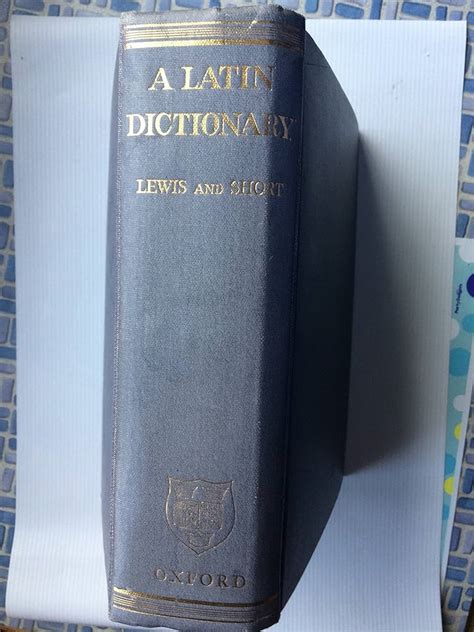 A LATIN
DICTIONARY
LEWIS AND SHORT
OXFORD